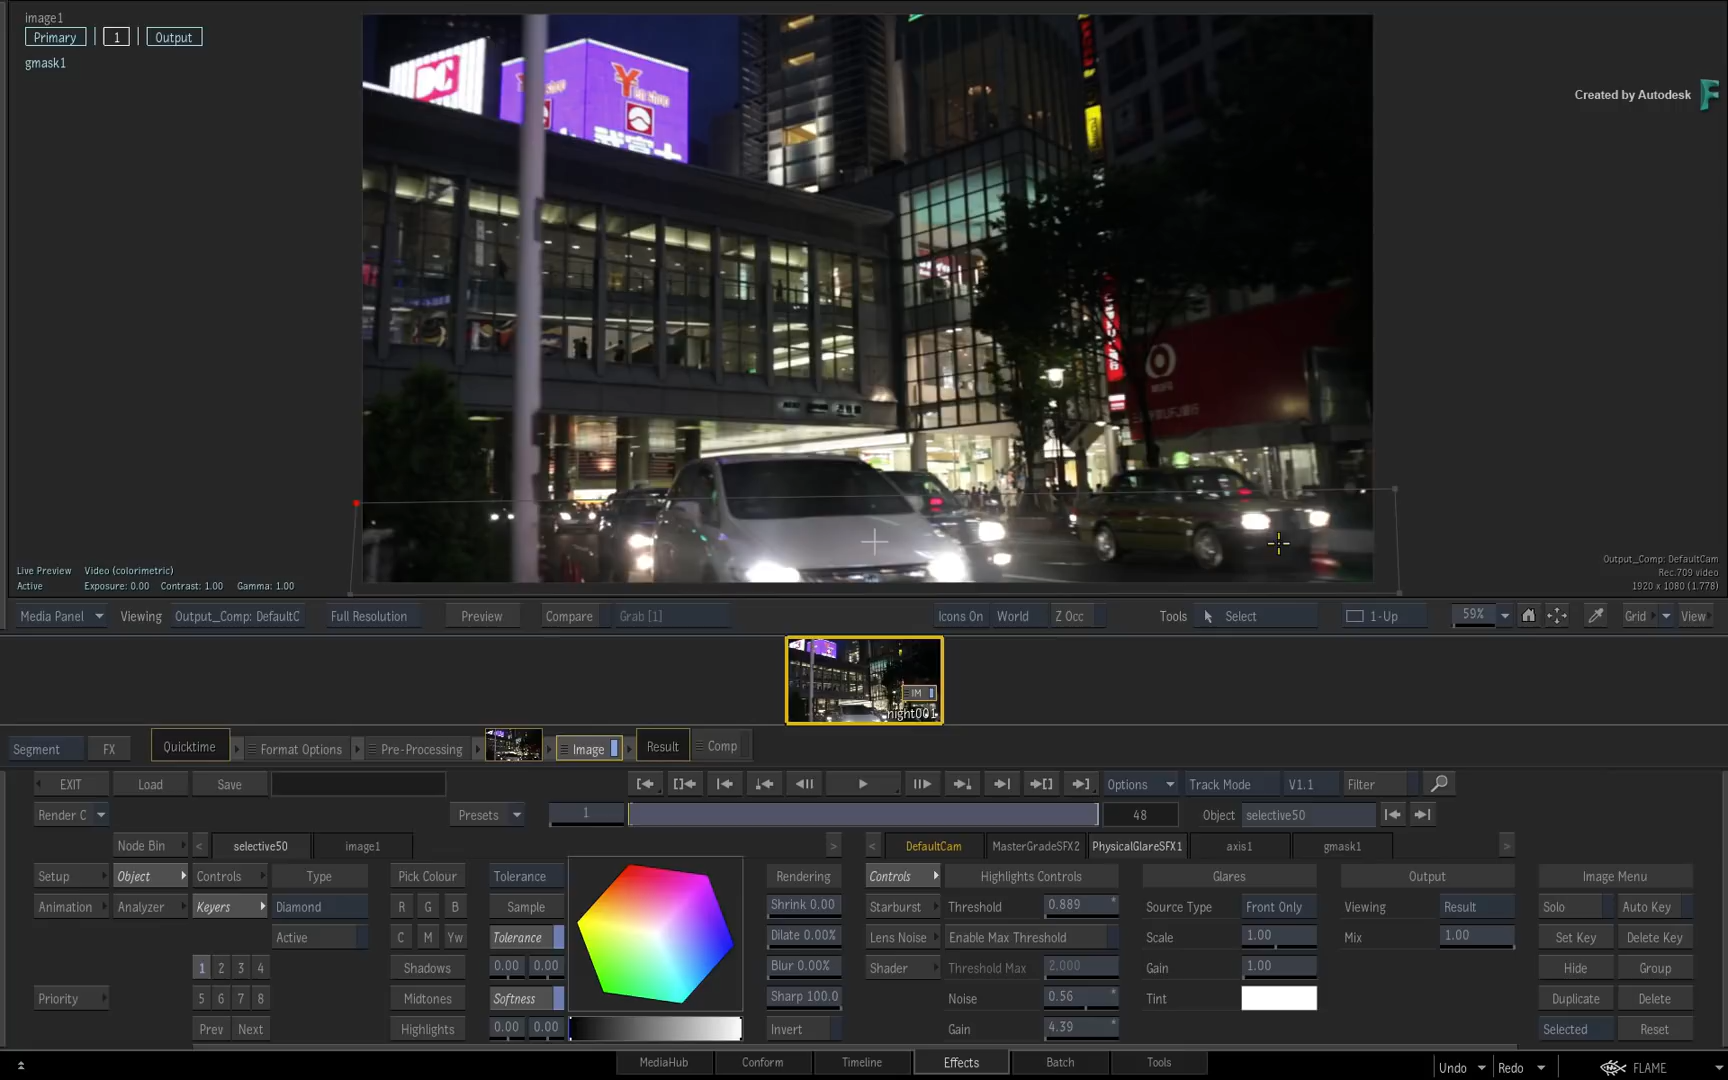 image1
Primary | 1 | Output
gmask1
Created by Autodesk
Live Preview Video (colorimetric)
Active Exposure: 0.00 Contrast: 1.00 Gamma: 1.00
Output_Comp: DefaultCam
Rec.709 video
1920 x 1080 (1.778)
Media Panel Viewing Output_Comp: DefaultC Full Resolution Preview Compare Grab [1] Icons On World Z Occ Tools Select 1-Up 59% Grid View
IM
night001
Segment FX Quicktime Format Options Pre-Processing Image Result Comp
EXIT Load Save Options Track Mode V1.1 Filter
Render C Presets 1 48 Object selective50
Node Bin < selective50 image1 > < DefaultCam MasterGradeSFX2 PhysicalGlareSFX1 axis1 gmask1 >
Setup Object Controls Type Pick Colour Tolerance Rendering Controls Highlights Controls Glares Output Image Menu
Animation Analyzer Keyers Diamond R G B Sample Shrink 0.00 Starburst Threshold 0.889 Source Type Front Only Viewing Result Solo Auto Key
Active C M Yw Tolerance Dilate 0.00% Lens Noise Enable Max Threshold Scale 1.00 Mix 1.00 Set Key Delete Key
1 2 3 4 Shadows 0.00 0.00 Blur 0.00% Shader Threshold Max 2.000 Gain 1.00 Hide Group
Priority 5 6 7 8 Midtones Softness Sharp 100.0 Noise 0.56 Tint Duplicate Delete
Prev Next Highlights 0.00 0.00 Invert Gain 4.39 Selected Reset
MediaHub Conform Timeline Effects Batch Tools Undo Redo FLAME